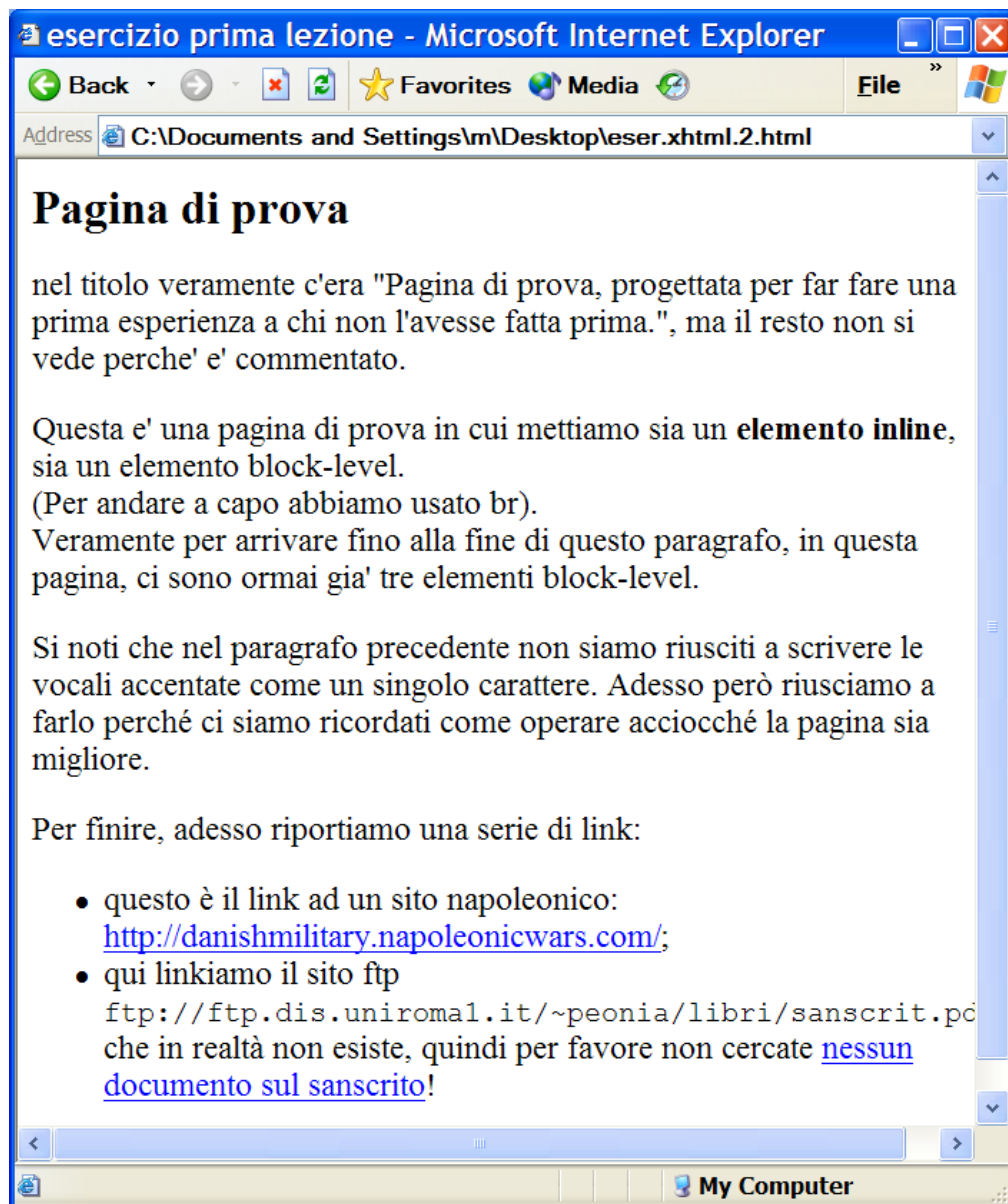 esercizio prima lezione - Microsoft Internet Explorer
Back Favorites Media File »
Address C:\Documents and Settings\m\Desktop\eser.xhtml.2.html
Pagina di prova
nel titolo veramente c'era "Pagina di prova, progettata per far fare una
prima esperienza a chi non l'avesse fatta prima.", ma il resto non si
vede perche' e' commentato.
Questa e' una pagina di prova in cui mettiamo sia un elemento inline,
sia un elemento block-level.
(Per andare a capo abbiamo usato br).
Veramente per arrivare fino alla fine di questo paragrafo, in questa
pagina, ci sono ormai gia' tre elementi block-level.
Si noti che nel paragrafo precedente non siamo riusciti a scrivere le
vocali accentate come un singolo carattere. Adesso però riusciamo a
farlo perché ci siamo ricordati come operare acciocché la pagina sia
migliore.
Per finire, adesso riportiamo una serie di link:
• questo è il link ad un sito napoleonico:
http://danishmilitary.napoleonicwars.com/;
• qui linkiamo il sito ftp
ftp://ftp.dis.uniroma1.it/~peonia/libri/sanscrit.pd
che in realtà non esiste, quindi per favore non cercate nessun
documento sul sanscrito!
My Computer